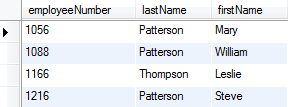 employeeNumber lastName firstName
1056 Patterson Mary
1088 Patterson William
1166 Thompson Leslie
1216 Patterson Steve